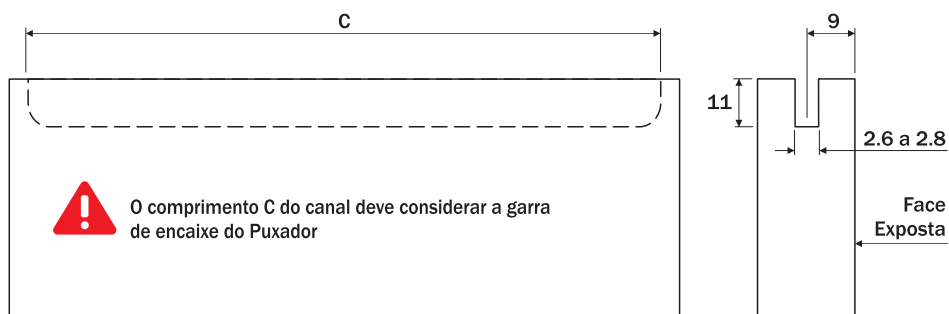 C
9
11
2.6 a 2.8
O comprimento C do canal deve considerar a garra
de encaixe do Puxador
Face
Exposta